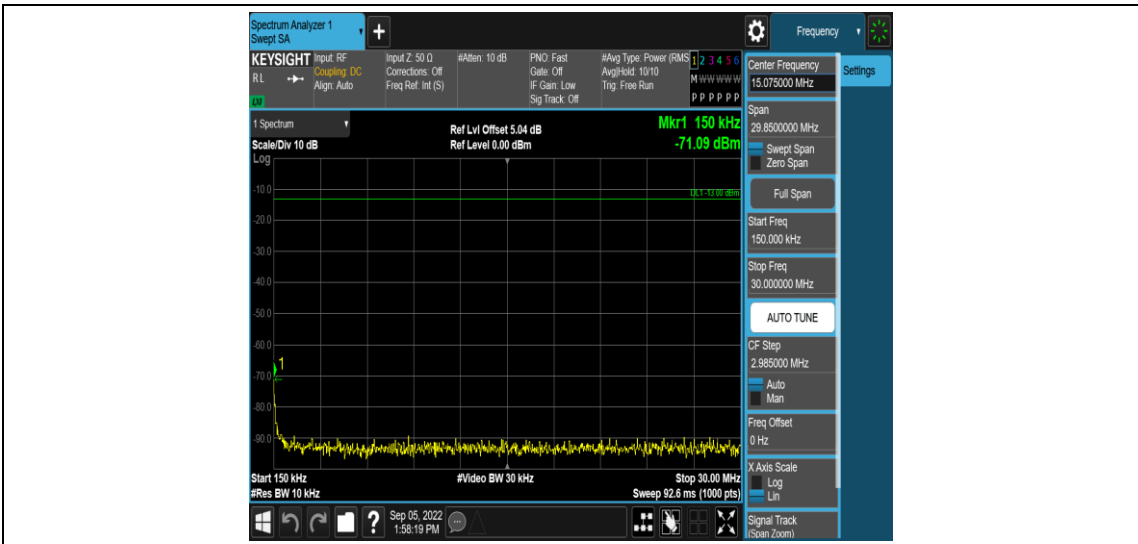 Spectrum Analyzer 1
Swept SA
+
Frequency
KEYSIGHT
RL
LXI
Input: RF
Coupling: DC
Align: Auto
Input Z: 50 Ω
Corrections: Off
Freq Ref: Int (S)
#Atten: 10 dB
PNO: Fast
Gate: Off
IF Gain: Low
Sig Track: Off
#Avg Type: Power (RMS
Avg|Hold: 10/10
Trig: Free Run
1 2 3 4 5 6
M W W W W W
P P P P P P
1 Spectrum
Scale/Div 10 dB
Log
Ref Lvl Offset 5.04 dB
Ref Level 0.00 dBm
Mkr1 150 kHz
-71.09 dBm
DL1 -13.00 dBm
-10.0
-20.0
-30.0
-40.0
-50.0
-60.0
-70.0
-80.0
-90.0
1
Start 150 kHz
#Res BW 10 kHz
#Video BW 30 kHz
Stop 30.00 MHz
Sweep 92.6 ms (1000 pts)
?
Sep 05, 2022
1:58:19 PM
Center Frequency
15.075000 MHz
Settings
Span
29.8500000 MHz
Swept Span
Zero Span
Full Span
Start Freq
150.000 kHz
Stop Freq
30.000000 MHz
AUTO TUNE
CF Step
2.985000 MHz
Auto
Man
Freq Offset
0 Hz
X Axis Scale
Log
Lin
Signal Track
(Span Zoom)